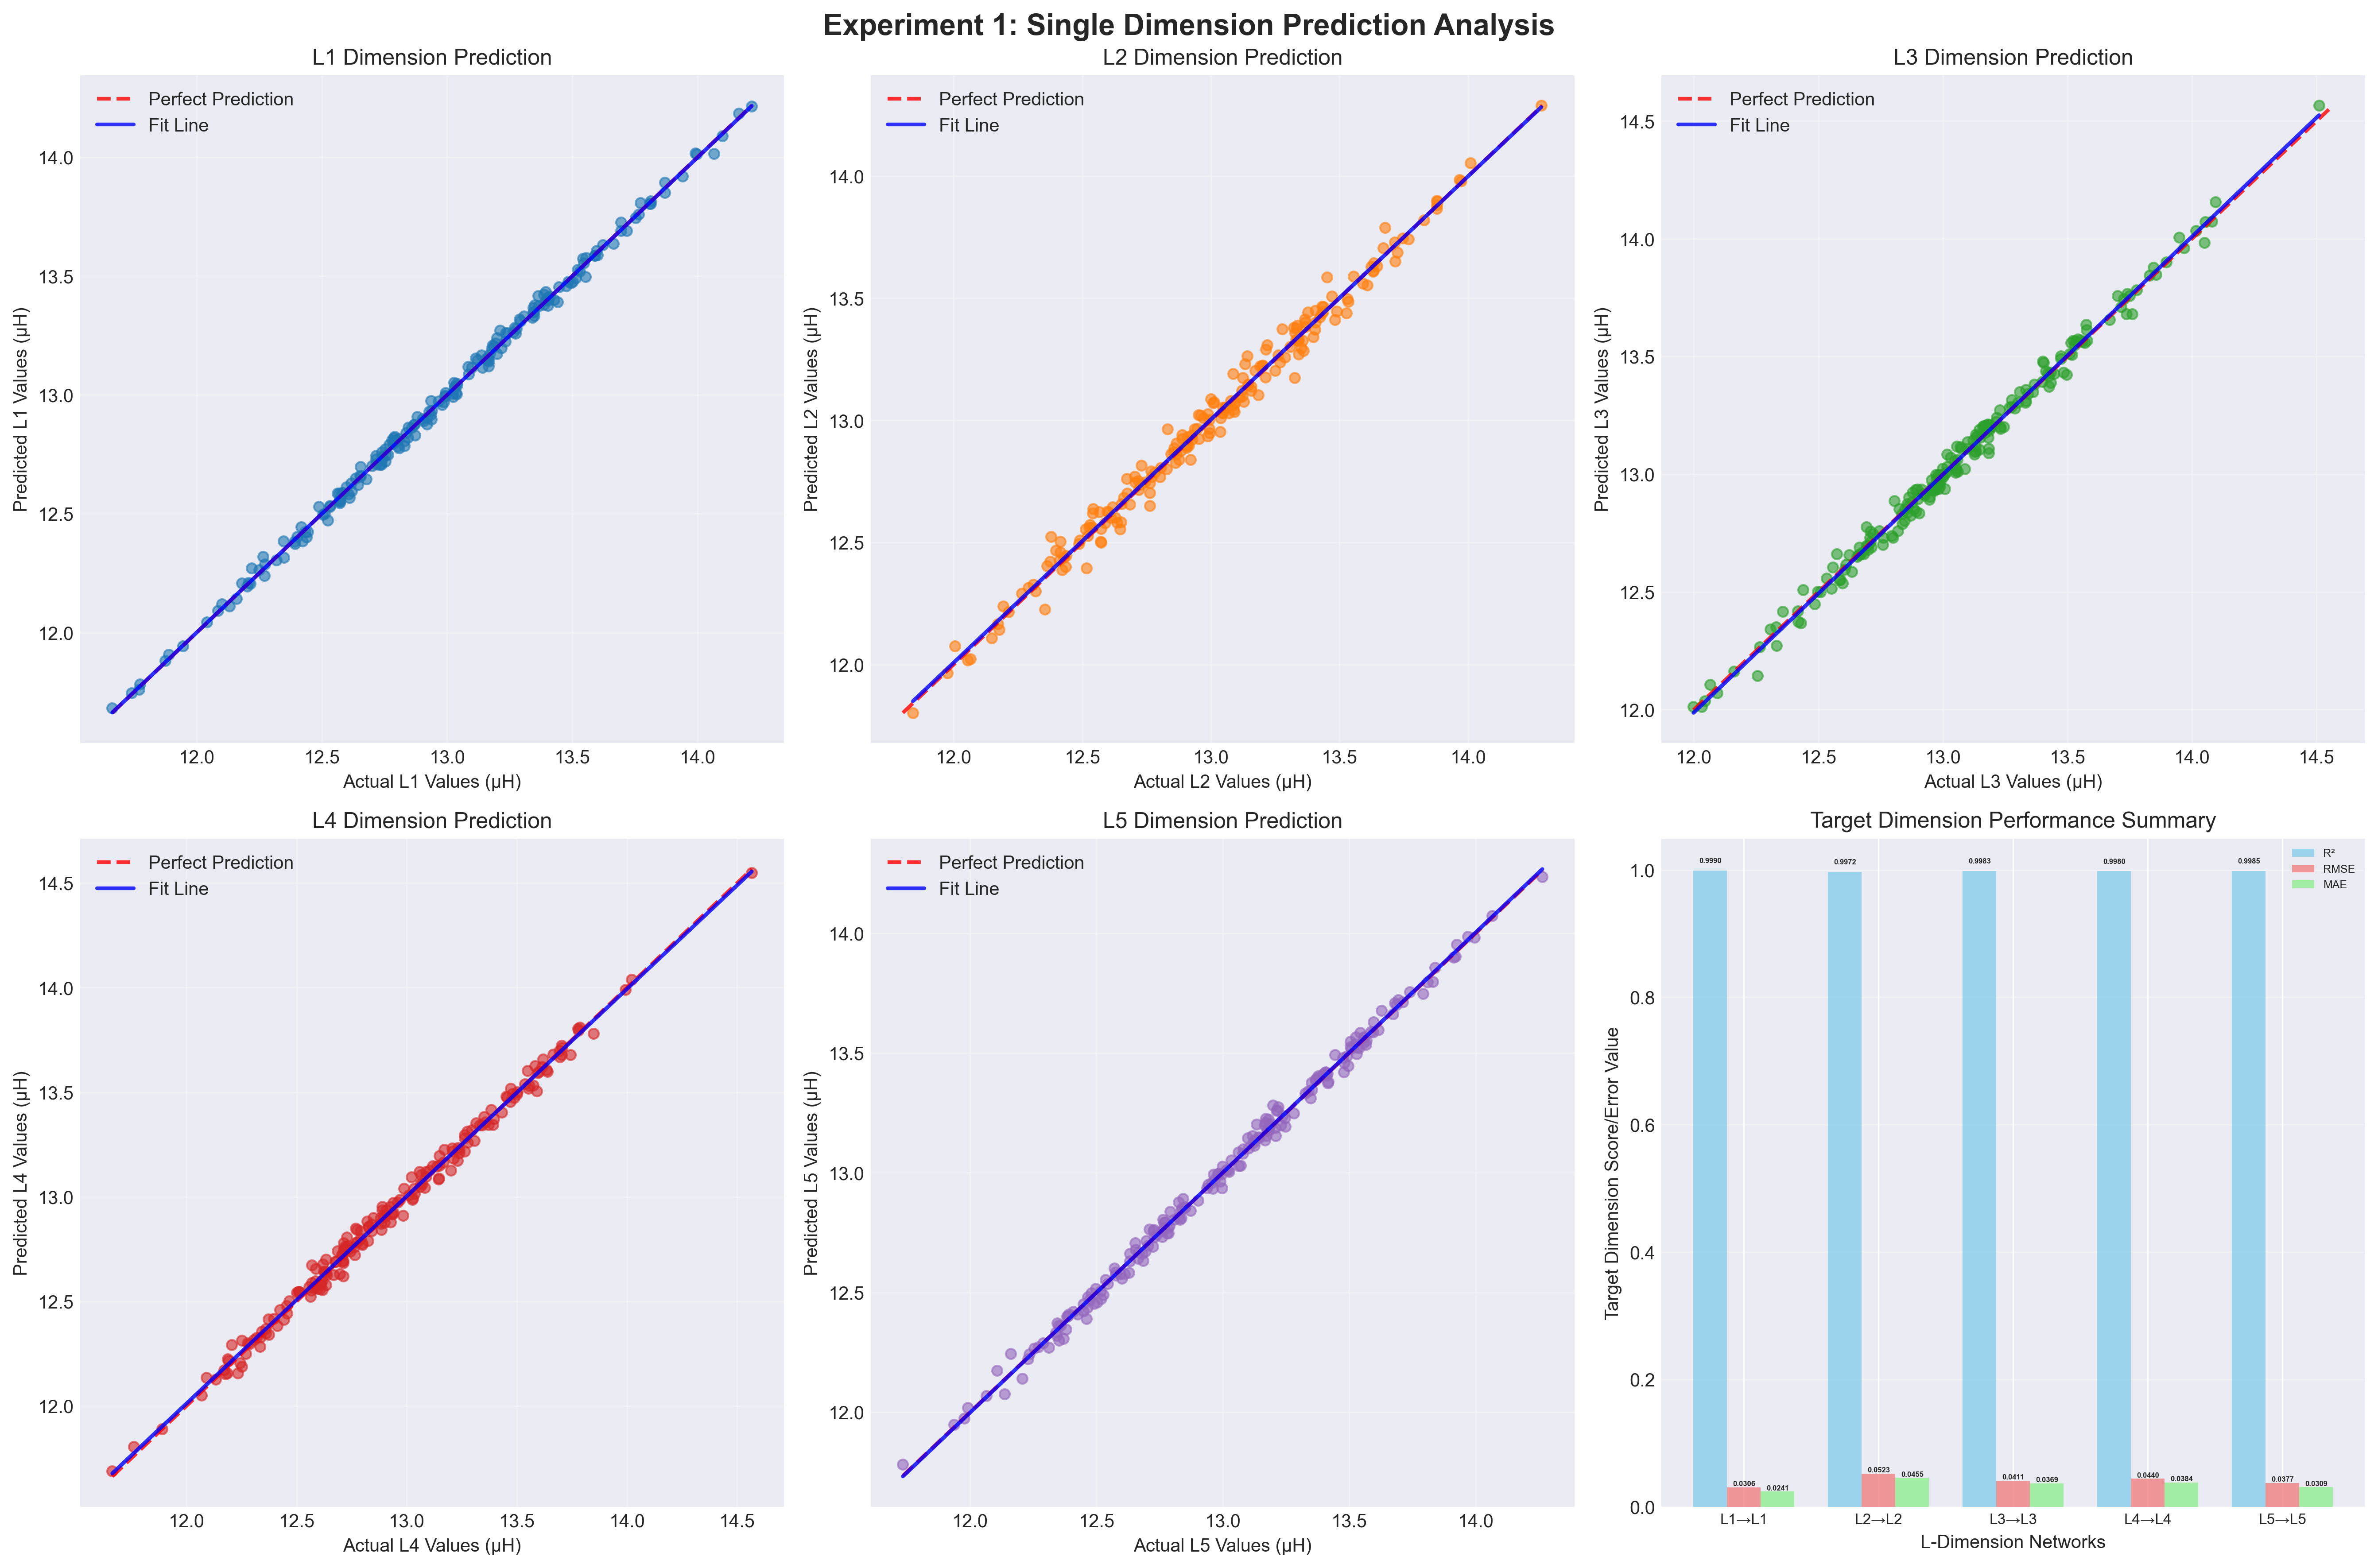 Experiment 1: Single Dimension Prediction Analysis
L1 Dimension Prediction
Perfect Prediction
Fit Line
14.0
13.5
13.0
12.5
12.0
Predicted L1 Values (μH)
12.0 12.5 13.0 13.5 14.0
Actual L1 Values (μH)
L2 Dimension Prediction
Perfect Prediction
Fit Line
14.0
13.5
13.0
12.5
12.0
Predicted L2 Values (μH)
12.0 12.5 13.0 13.5 14.0
Actual L2 Values (μH)
L3 Dimension Prediction
Perfect Prediction
Fit Line
14.5
14.0
13.5
13.0
12.5
12.0
Predicted L3 Values (μH)
12.0 12.5 13.0 13.5 14.0 14.5
Actual L3 Values (μH)
L4 Dimension Prediction
Perfect Prediction
Fit Line
14.5
14.0
13.5
13.0
12.5
12.0
Predicted L4 Values (μH)
12.0 12.5 13.0 13.5 14.0 14.5
Actual L4 Values (μH)
L5 Dimension Prediction
Perfect Prediction
Fit Line
14.0
13.5
13.0
12.5
12.0
Predicted L5 Values (μH)
12.0 12.5 13.0 13.5 14.0
Actual L5 Values (μH)
Target Dimension Performance Summary
R²
RMSE
MAE
0.9990 0.9972 0.9983 0.9980 0.9985
1.0
0.8
0.6
0.4
0.2
0.0
Target Dimension Score/Error Value
0.0306 0.0241 0.0523 0.0455 0.0411 0.0369 0.0440 0.0384 0.0377 0.0309
L1→L1 L2→L2 L3→L3 L4→L4 L5→L5
L-Dimension Networks